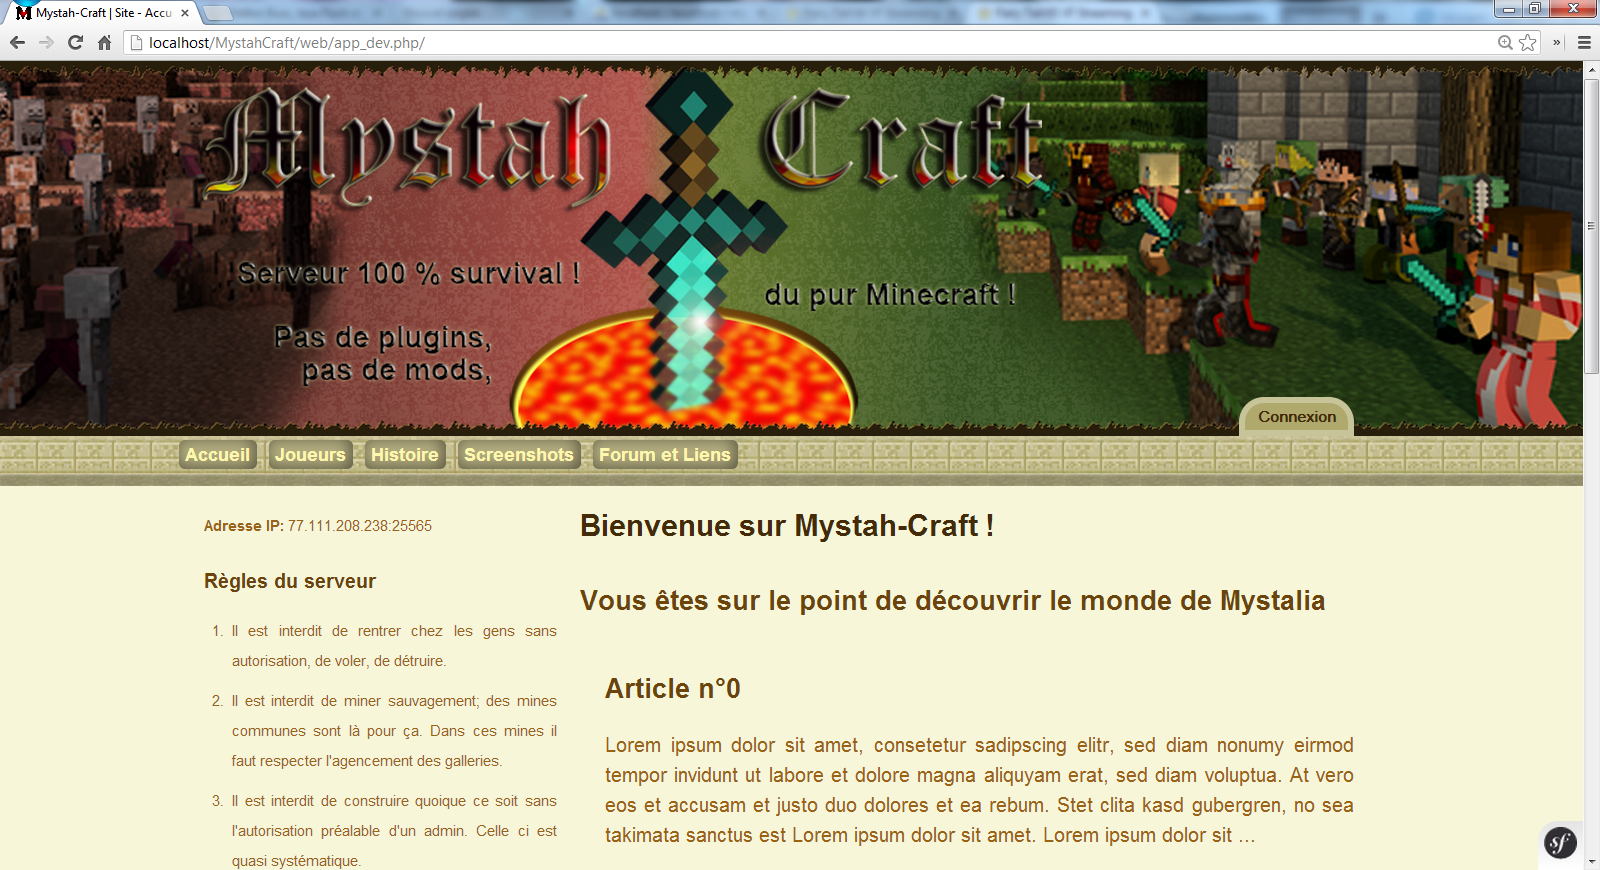 Mystah-Craft | Site - Accu
localhost/MystahCraft/web/app_dev.php/
Mystah Craft
Serveur 100 % survival !
du pur Minecraft !
Pas de plugins,
pas de mods,
Connexion
Accueil Joueurs Histoire Screenshots Forum et Liens
Adresse IP: 77.111.208.238:25565
Règles du serveur
1. Il est interdit de rentrer chez les gens sans
autorisation, de voler, de détruire.
2. Il est interdit de miner sauvagement; des mines
communes sont là pour ça. Dans ces mines il
faut respecter l'agencement des galleries.
3. Il est interdit de construire quoique ce soit sans
l'autorisation préalable d'un admin. Celle ci est
quasi systématique.
Bienvenue sur Mystah-Craft !
Vous êtes sur le point de découvrir le monde de Mystalia
Article n°0
Lorem ipsum dolor sit amet, consetetur sadipscing elitr, sed diam nonumy eirmod
tempor invidunt ut labore et dolore magna aliquyam erat, sed diam voluptua. At vero
eos et accusam et justo duo dolores et ea rebum. Stet clita kasd gubergren, no sea
takimata sanctus est Lorem ipsum dolor sit amet. Lorem ipsum dolor sit ...
sf